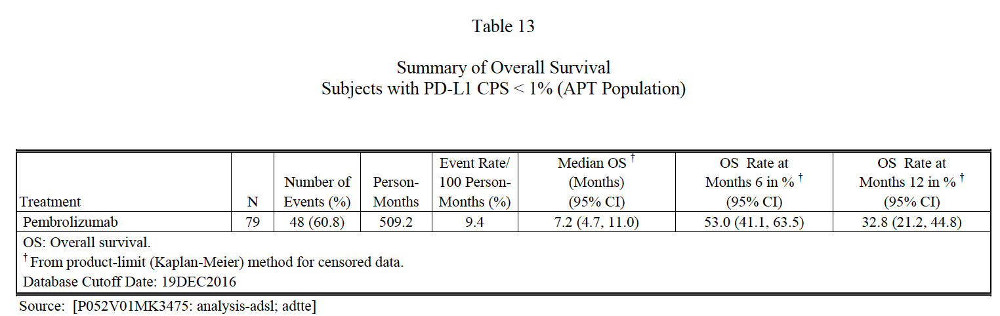 Table 13
Summary of Overall Survival
Subjects with PD-L1 CPS < 1% (APT Population)
Treatment
N
Number of
Events (%)
Person-
Months
Event Rate/
100 Person-
Months (%)
Median OS †
(Months)
(95% CI)
OS Rate at
Months 6 in % †
(95% CI)
OS Rate at
Months 12 in % †
(95% CI)
Pembrolizumab 79 48 (60.8) 509.2 9.4 7.2 (4.7, 11.0) 53.0 (41.1, 63.5) 32.8 (21.2, 44.8)
OS: Overall survival.
† From product-limit (Kaplan-Meier) method for censored data.
Database Cutoff Date: 19DEC2016
Source: [P052V01MK3475: analysis-adsl; adtte]